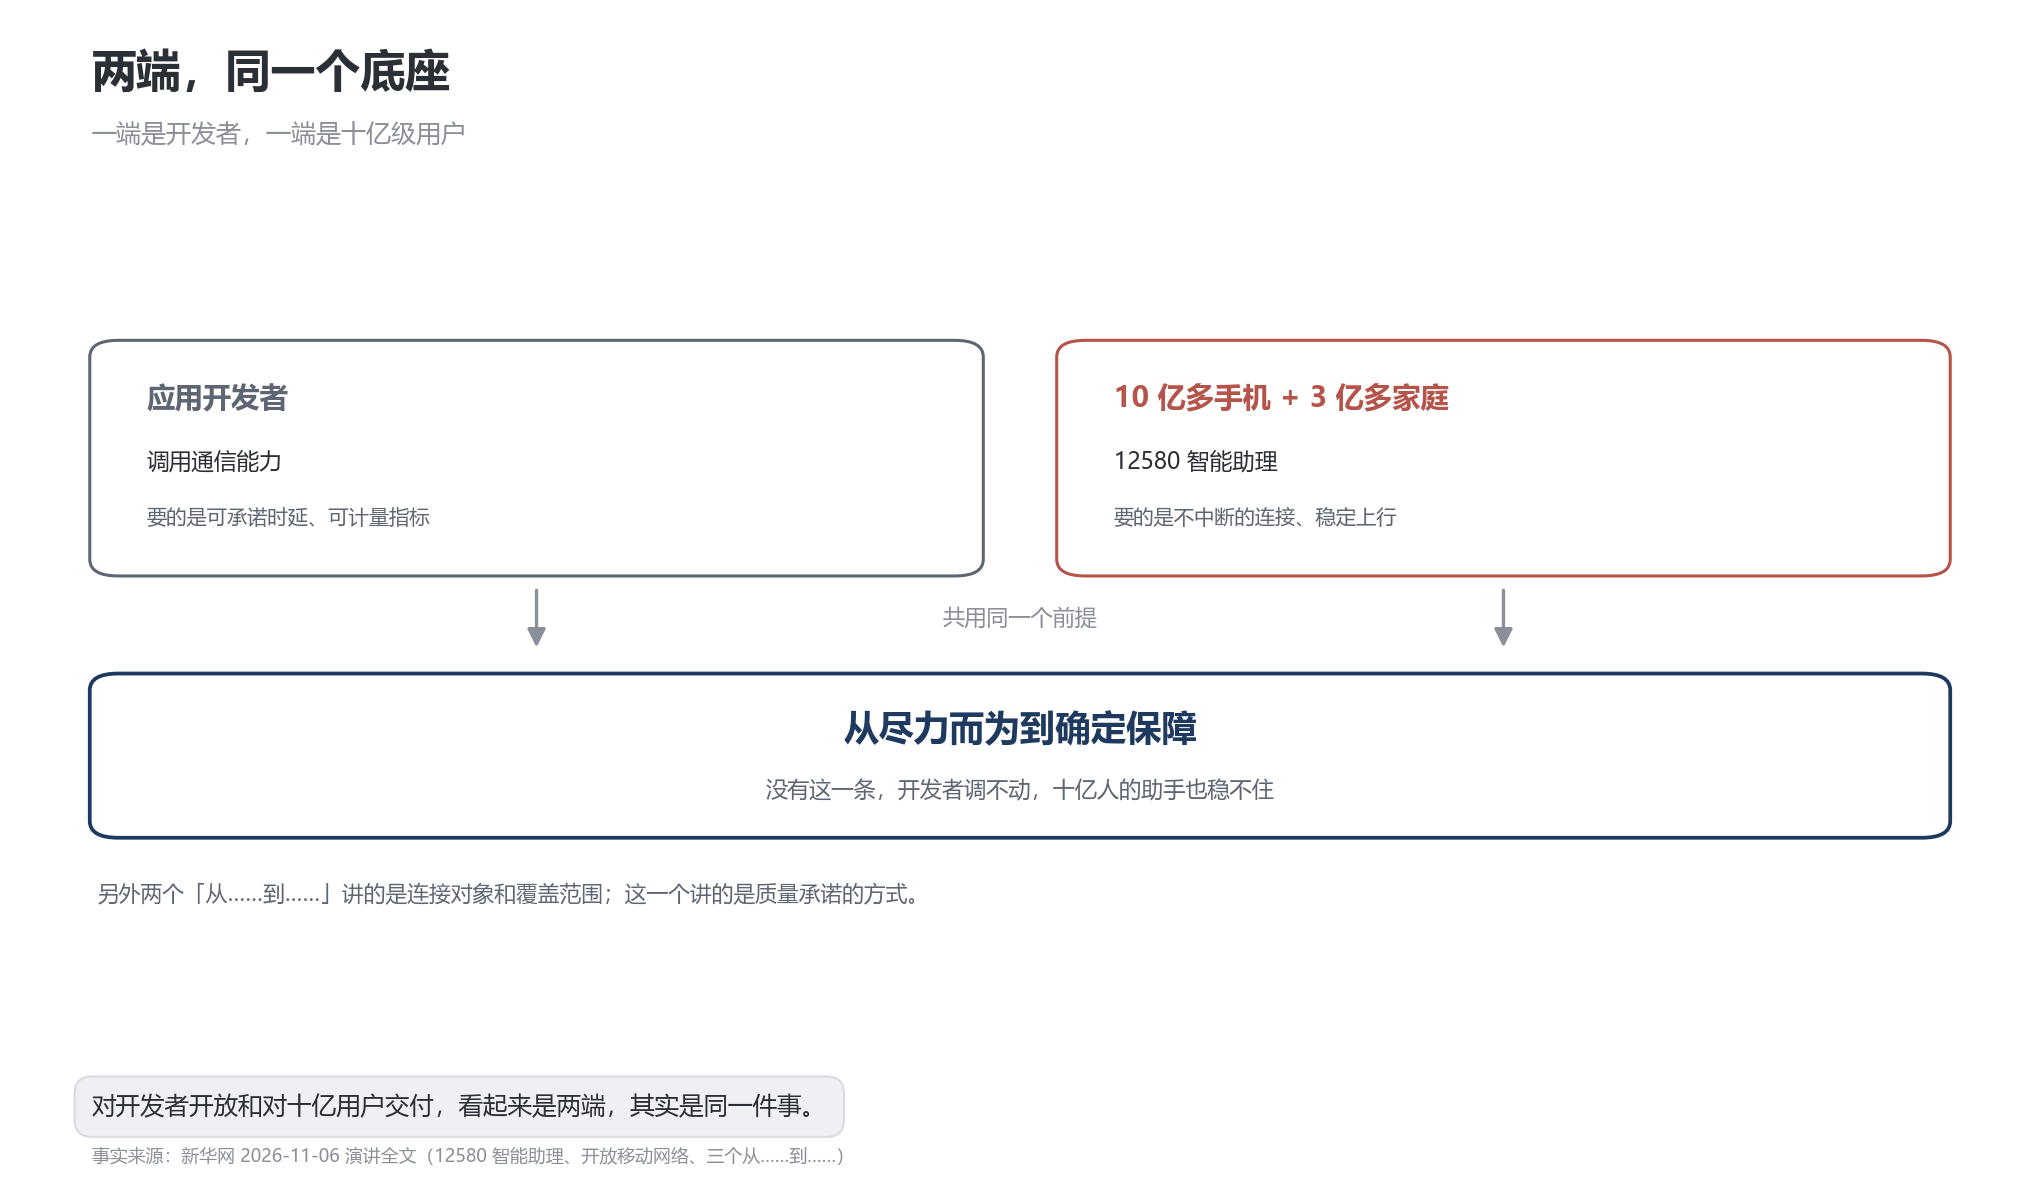 两端，同一个底座
一端是开发者，一端是十亿级用户
应用开发者
调用通信能力
要的是可承诺时延、可计量指标
10 亿多手机 + 3 亿多家庭
12580 智能助理
要的是不中断的连接、稳定上行
共用同一个前提
从尽力而为到确定保障
没有这一条，开发者调不动，十亿人的助手也稳不住
另外两个「从……到……」讲的是连接对象和覆盖范围；这一个讲的是质量承诺的方式。
对开发者开放和对十亿用户交付，看起来是两端，其实是同一件事。
事实来源：新华网 2026-11-06 演讲全文（12580 智能助理、开放移动网络、三个从……到……）